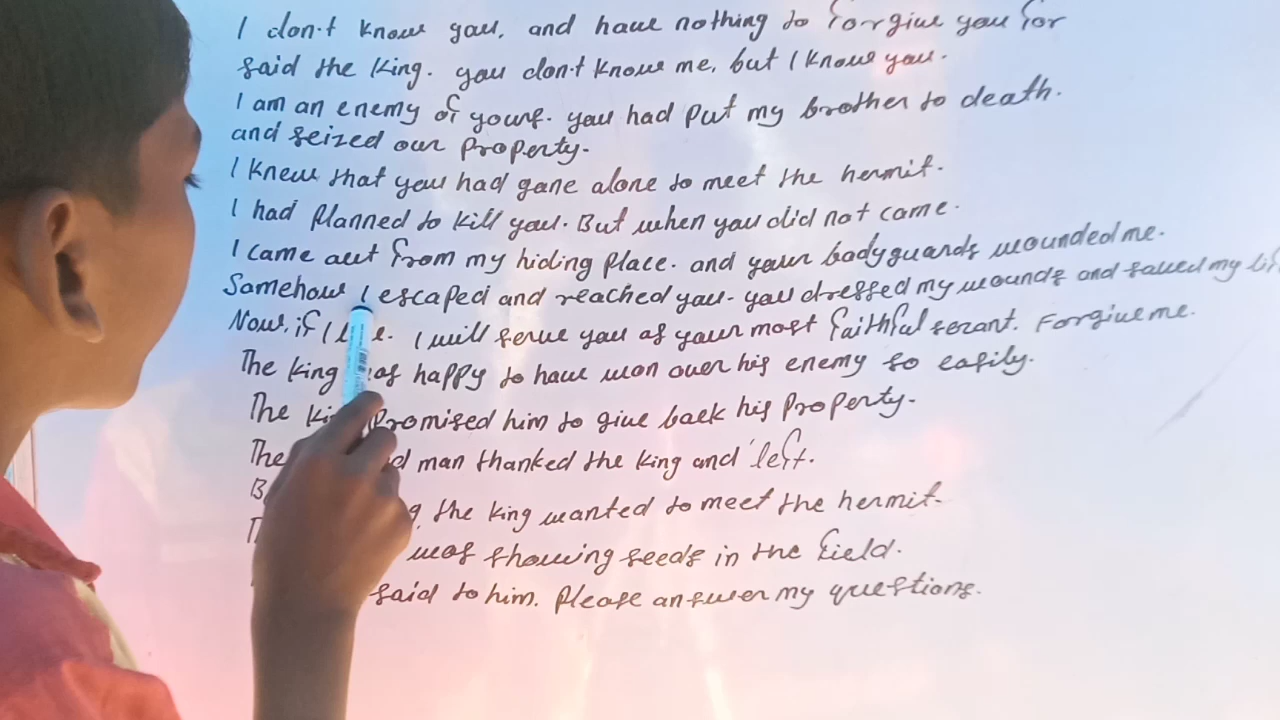 I don't know you, and have nothing to forgive you for
said the King. you don't know me, but I know you.
I am an enemy of yours. you had put my brother to death.
and seized our property.
I knew that you had gone alone to meet the hermit.
I had planned to kill you. But when you did not came.
I came out from my hiding place. and your bodyguards wounded me.
Somehow I escaped and reached you. you dressed my wounds and saved my
Now, if I I will serve you as your most faithful serant. Forgive me.
The king happy to have won over his enemy so easily.
The promised him to give back his property.
The man thanked the king and left.
the king wanted to meet the hermit.
was showing seeds in the field.
said to him. Please answer my questions.